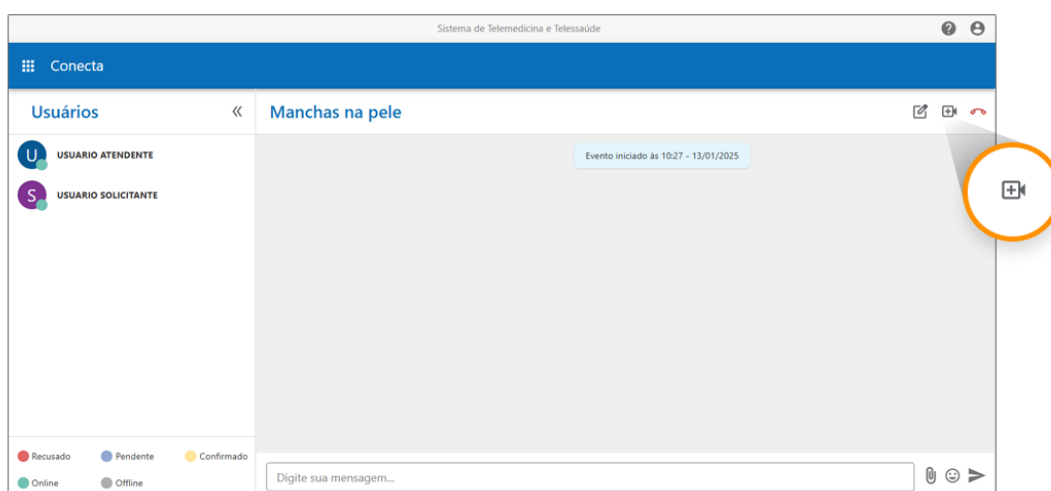 Sistema de Telemedicina e Telessaúde
Conecta
Usuários
Manchas na pele
U USUARIO ATENDENTE
S USUARIO SOLICITANTE
Evento iniciado às 10:27 - 13/01/2025
Recusado Pendente Confirmado
Online Offline
Digite sua mensagem...